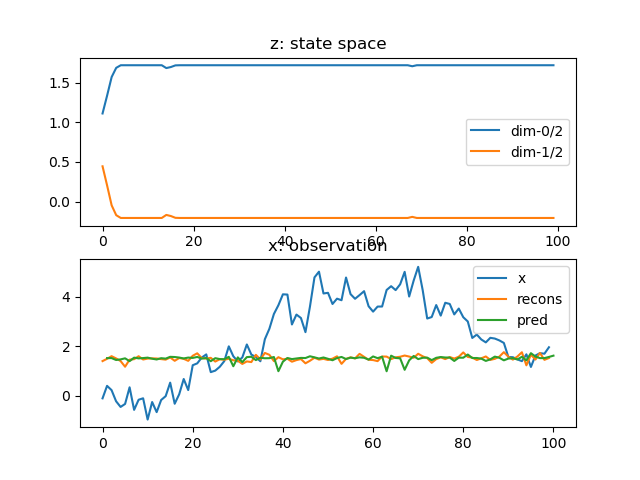 z: state space
1.5
1.0
0.5
0.0
dim-0/2
dim-1/2
0 20 40 60 80 100
x: observation
4
2
0
x
recons
pred
0 20 40 60 80 100